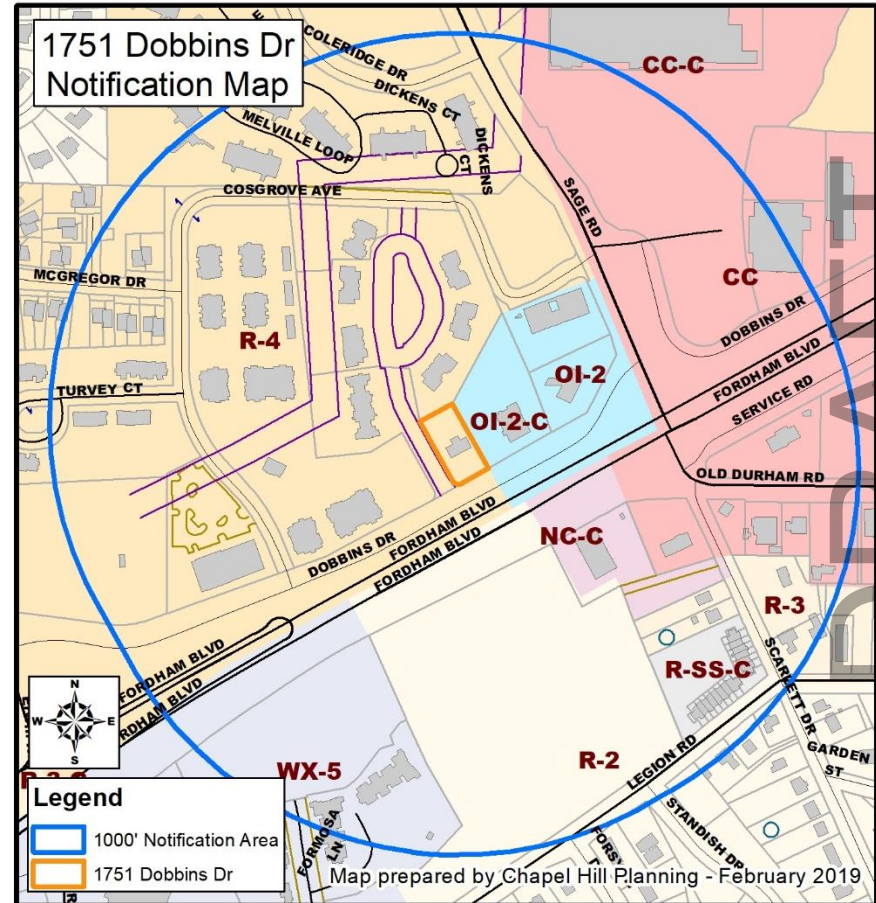 1751 Dobbins Dr
Notification Map
COLERIDGE DR
DICKENS CT
MELVILLE LOOP
DICKENS
CT
CC-C
COSGROVE AVE
SAGE RD
MCGREGOR DR
CC
DOBBINS DR
R-4
FORDHAM BLVD
SERVICE RD
TURVEY CT
OI-2
OI-2-C
OLD DURHAM RD
DRAFT
FORDHAM BLVD
DOBBINS DR
FORDHAM BLVD
NC-C
R-3
R-SS-C
SCARLETT DR
FORDHAM BLVD
N
W E
S
LEGION RD
GARDEN
ST
WX-5
R-2
STANDISH DR
FORMOSA
LN
Legend
1000' Notification Area
1751 Dobbins Dr
Map prepared by Chapel Hill Planning - February 2019